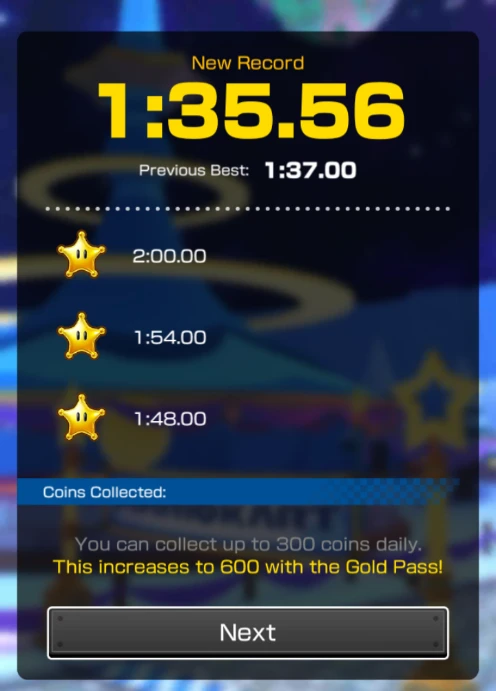 New Record
1:35.56
Previous Best: 1:37.00
2:00.00
1:54.00
1:48.00
Coins Collected:
You can collect up to 300 coins daily.
This increases to 600 with the Gold Pass!
Next